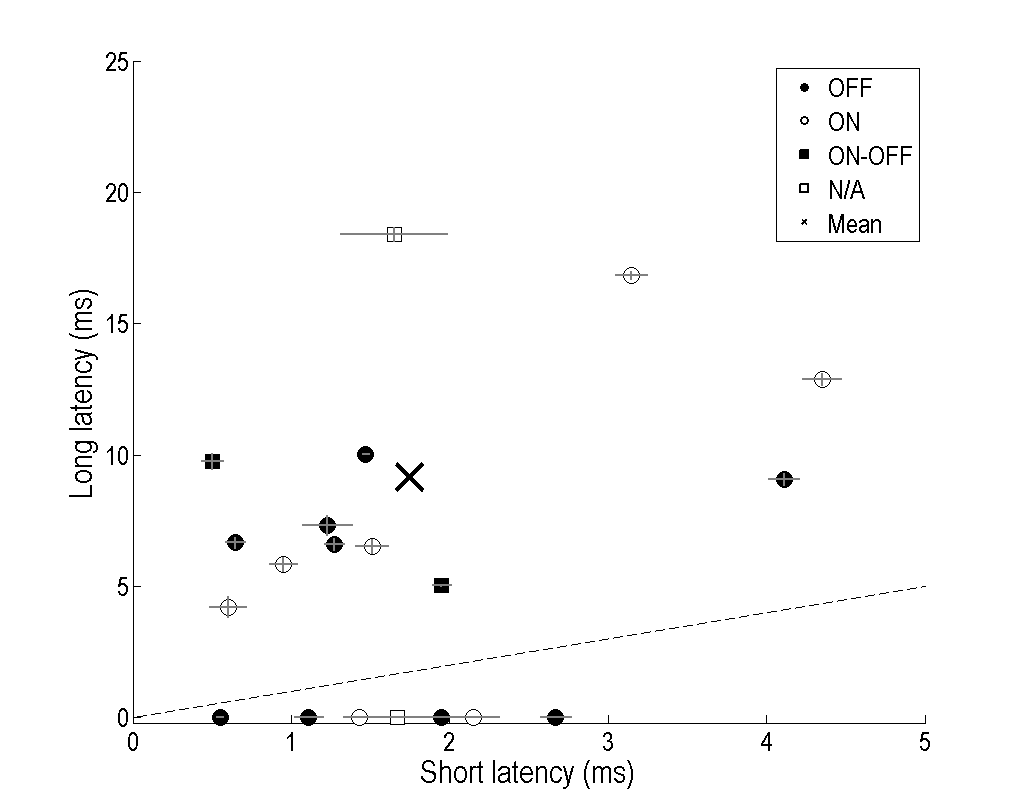 25
20
15
10
5
0
0 1 2 3 4 5
Long latency (ms)
Short latency (ms)
OFF
ON
ON-OFF
N/A
Mean